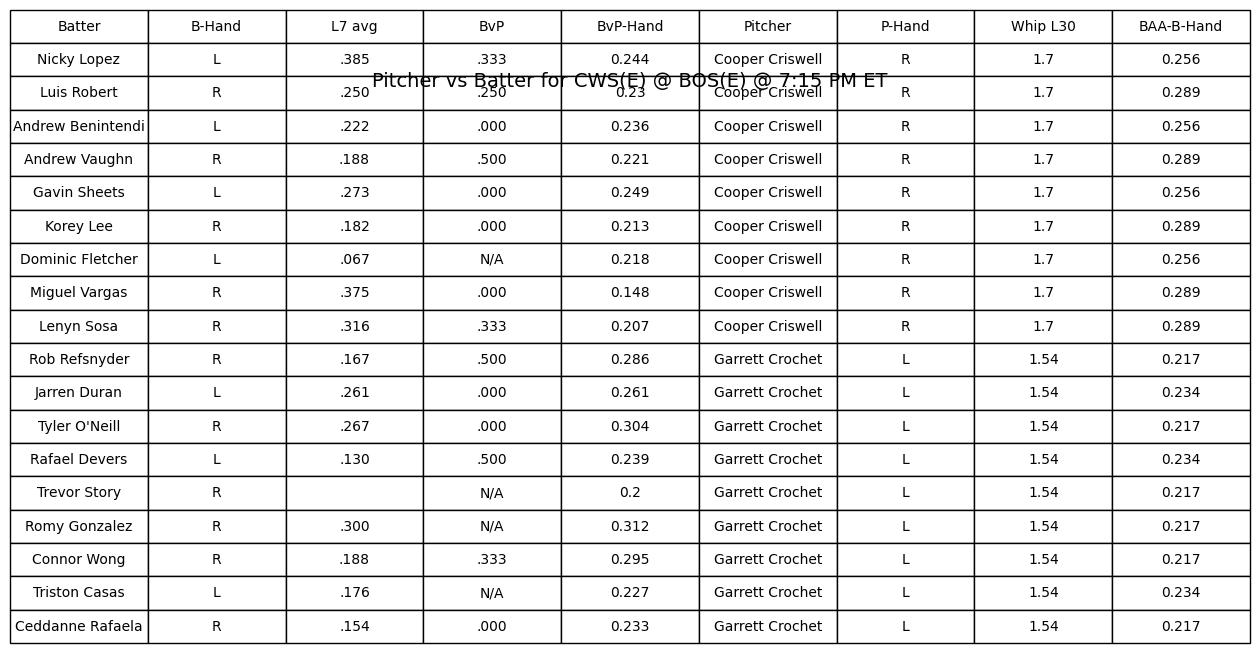 Batter B-Hand L7 avg BvP BvP-Hand Pitcher P-Hand Whip L30 BAA-B-Hand
Nicky Lopez L .385 .333 0.244 Cooper Criswell R 1.7 0.256
Pitcher vs Batter for CWS(E) @ BOS(E) @ 7:15 PM ET
Luis Robert R .250 .250 0.23 Cooper Criswell R 1.7 0.289
Andrew Benintendi L .222 .000 0.236 Cooper Criswell R 1.7 0.256
Andrew Vaughn R .188 .500 0.221 Cooper Criswell R 1.7 0.289
Gavin Sheets L .273 .000 0.249 Cooper Criswell R 1.7 0.256
Korey Lee R .182 .000 0.213 Cooper Criswell R 1.7 0.289
Dominic Fletcher L .067 N/A 0.218 Cooper Criswell R 1.7 0.256
Miguel Vargas R .375 .000 0.148 Cooper Criswell R 1.7 0.289
Lenyn Sosa R .316 .333 0.207 Cooper Criswell R 1.7 0.289
Rob Refsnyder R .167 .500 0.286 Garrett Crochet L 1.54 0.217
Jarren Duran L .261 .000 0.261 Garrett Crochet L 1.54 0.234
Tyler O'Neill R .267 .000 0.304 Garrett Crochet L 1.54 0.217
Rafael Devers L .130 .500 0.239 Garrett Crochet L 1.54 0.234
Trevor Story R N/A 0.2 Garrett Crochet L 1.54 0.217
Romy Gonzalez R .300 N/A 0.312 Garrett Crochet L 1.54 0.217
Connor Wong R .188 .333 0.295 Garrett Crochet L 1.54 0.217
Triston Casas L .176 N/A 0.227 Garrett Crochet L 1.54 0.234
Ceddanne Rafaela R .154 .000 0.233 Garrett Crochet L 1.54 0.217